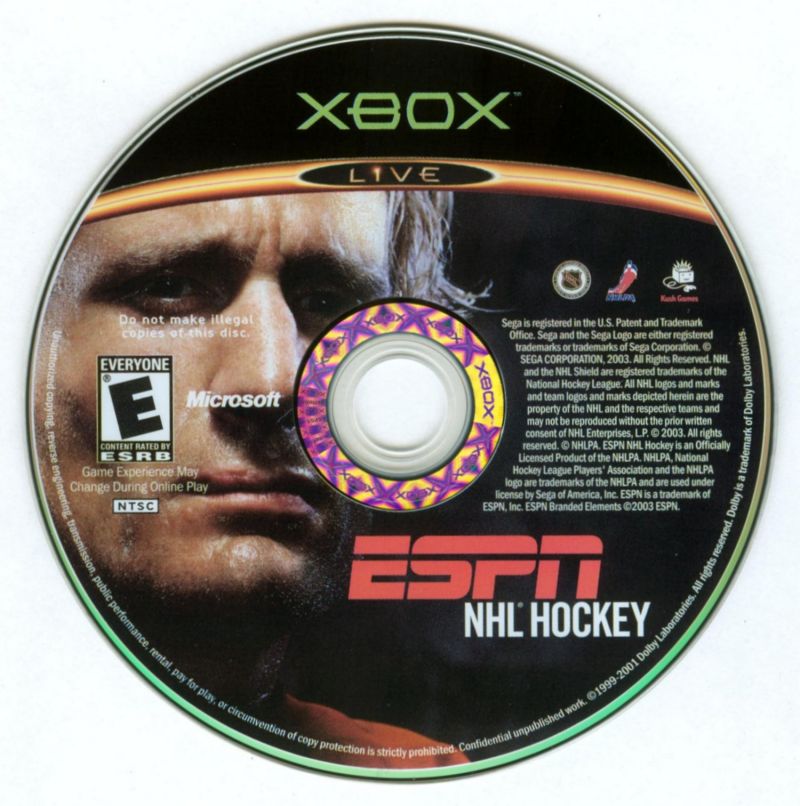 XBOX™
LIVE
NHLPA
Kush Games
Do not make illegal
copies of this disc.
EVERYONE
E®
CONTENT RATED BY
ESRB
Microsoft
Game Experience May
Change During Online Play
NTSC
XBOX
Sega is registered in the U.S. Patent and Trademark
Office. Sega and the Sega Logo are either registered
trademarks or trademarks of Sega Corporation. ©
SEGA CORPORATION, 2003. All Rights Reserved. NHL
and the NHL Shield are registered trademarks of the
National Hockey League. All NHL logos and marks
and team logos and marks depicted herein are the
property of the NHL and the respective teams and
may not be reproduced without the prior written
consent of NHL Enterprises, L.P. © 2003. All rights
reserved. © NHLPA. ESPN NHL Hockey is an Officially
Licensed Product of the NHLPA. NHLPA, National
Hockey League Players' Association and the NHLPA
logo are trademarks of the NHLPA and are used under
license by Sega of America, Inc. ESPN is a trademark of
ESPN, Inc. ESPN Branded Elements ©2003 ESPN.
ESPN
NHL® HOCKEY
Unauthorized copying, reverse engineering, transmission, public performance, rental, pay for play, or circumvention of copy protection is strictly prohibited. Confidential unpublished work. ©1999-2001 Dolby Laboratories. All rights reserved. Dolby is a trademark of Dolby Laboratories.